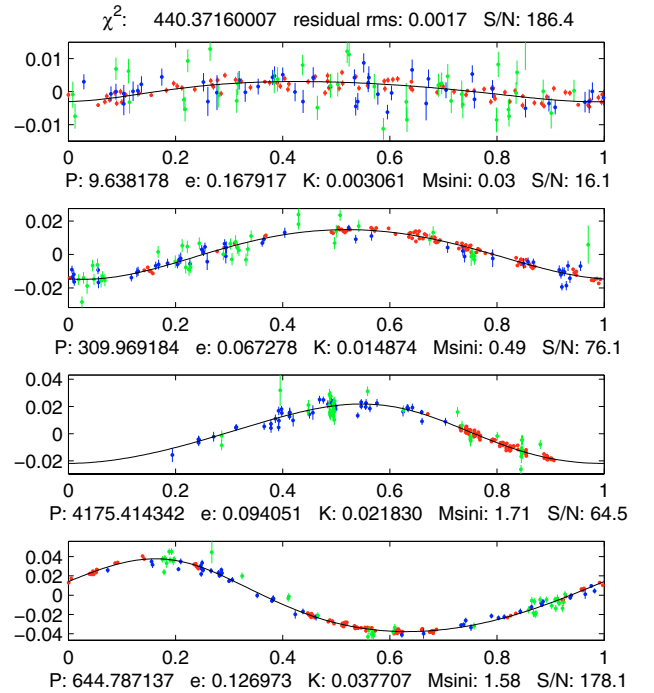 χ²: 440.37160007 residual rms: 0.0017 S/N: 186.4
0.01
0
−0.01
0 0.2 0.4 0.6 0.8 1
P: 9.638178 e: 0.167917 K: 0.003061 Msini: 0.03 S/N: 16.1
0.02
0
−0.02
0 0.2 0.4 0.6 0.8 1
P: 309.969184 e: 0.067278 K: 0.014874 Msini: 0.49 S/N: 76.1
0.04
0.02
0
−0.02
0 0.2 0.4 0.6 0.8 1
P: 4175.414342 e: 0.094051 K: 0.021830 Msini: 1.71 S/N: 64.5
0.04
0.02
0
−0.02
−0.04
0 0.2 0.4 0.6 0.8 1
P: 644.787137 e: 0.126973 K: 0.037707 Msini: 1.58 S/N: 178.1